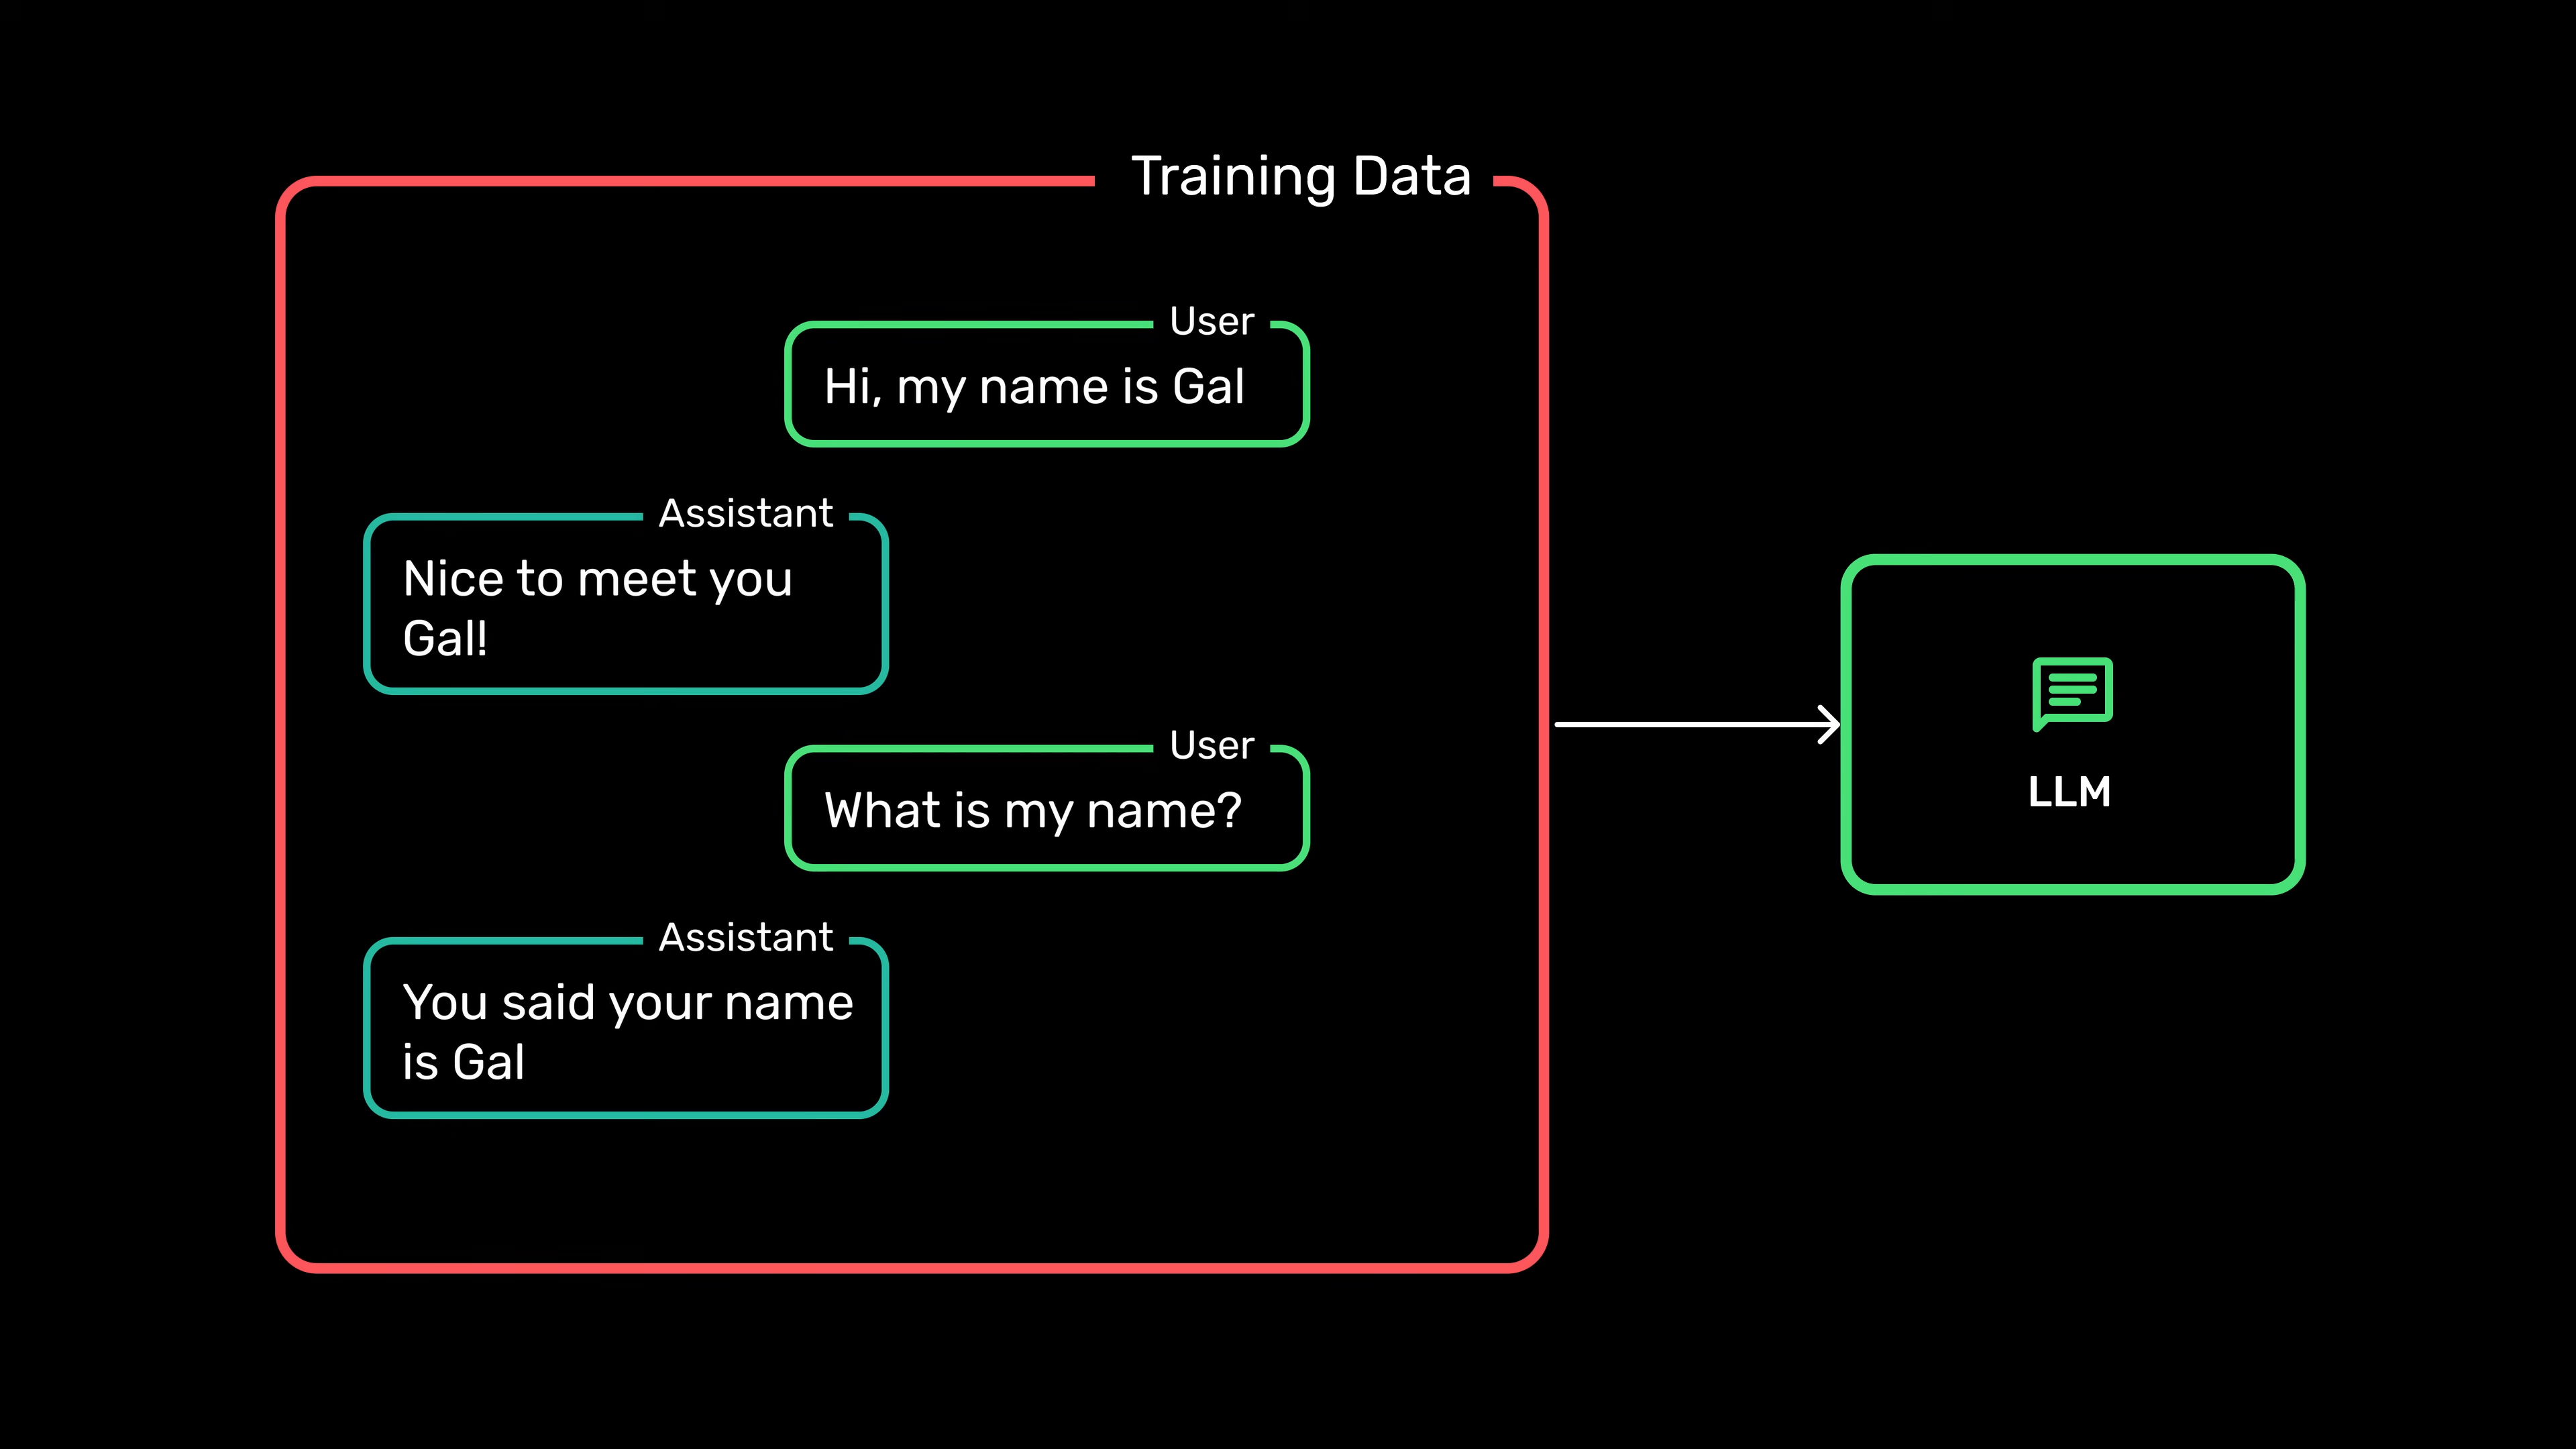 Training Data
User
Hi, my name is Gal
Assistant
Nice to meet you
Gal!
User
What is my name?
Assistant
You said your name
is Gal
LLM